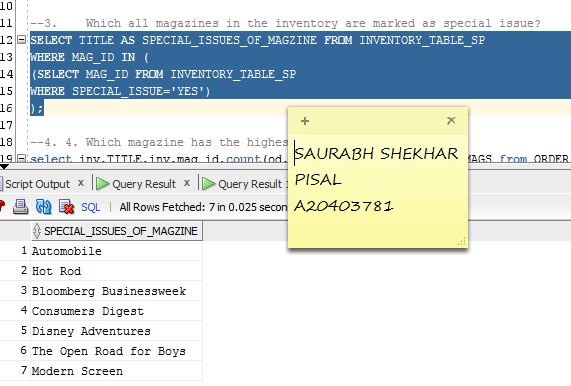 11
12 --3.    Which all magazines in the inventory are marked as special issue?
SELECT TITLE AS SPECIAL_ISSUES_OF_MAGZINE FROM INVENTORY_TABLE_SP
13 WHERE MAG_ID IN (
14 (SELECT MAG_ID FROM INVENTORY_TABLE_SP
15 WHERE SPECIAL_ISSUE='YES')
16 );
17
18 --4. 4. Which magazine has the highes
19 select inv.TITLE,inv.mag_id,count(od. MAGS from ORDER
SAURABH SHEKHAR
PISAL
A20403781
Script Output x Query Result x Query Result 1
SQL | All Rows Fetched: 7 in 0.025 secon
SPECIAL_ISSUES_OF_MAGZINE
1 Automobile
2 Hot Rod
3 Bloomberg Businessweek
4 Consumers Digest
5 Disney Adventures
6 The Open Road for Boys
7 Modern Screen